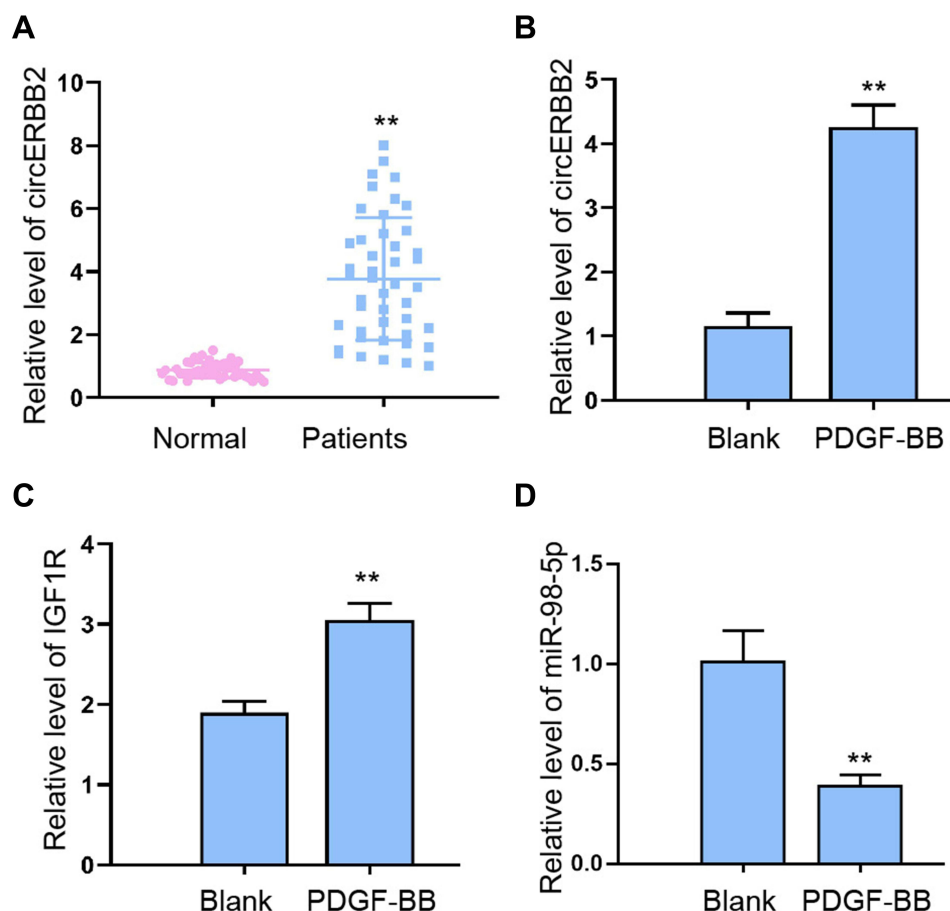 A
Relative level of circERBB2
10
8
6
4
2
0
**
Normal
Patients
B
Relative level of circERBB2
5
4
3
2
1
0
**
Blank
PDGF-BB
C
Relative level of IGF1R
4
3
2
1
0
**
Blank
PDGF-BB
D
Relative level of miR-98-5p
1.5
1.0
0.5
0.0
**
Blank
PDGF-BB